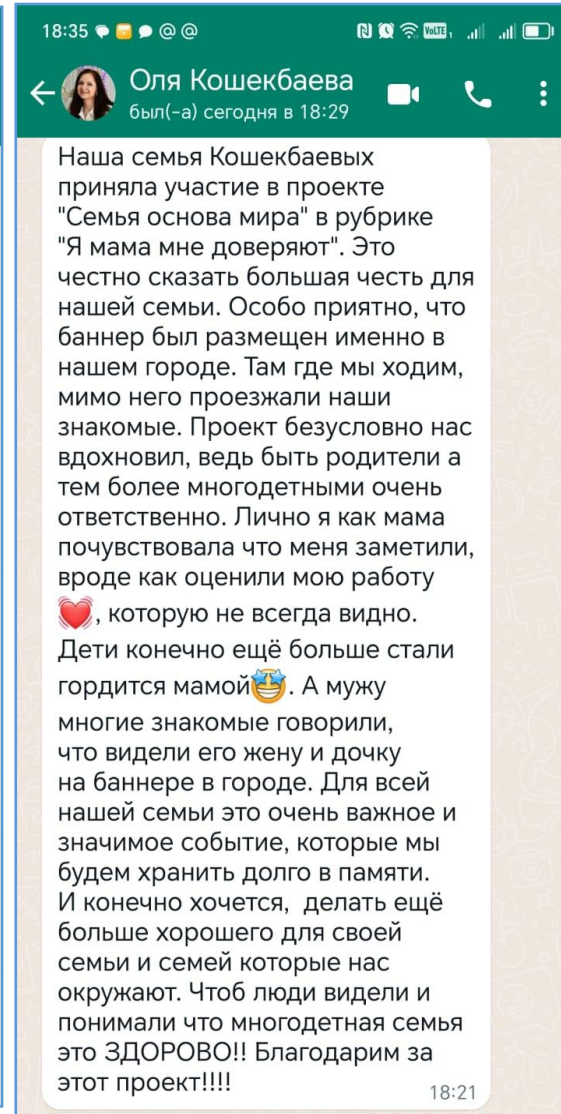 18:35
Оля Кошекбаева
был(-а) сегодня в 18:29
Наша семья Кошекбаевых
приняла участие в проекте
"Семья основа мира" в рубрике
"Я мама мне доверяют". Это
честно сказать большая честь для
нашей семьи. Особо приятно, что
баннер был размещен именно в
нашем городе. Там где мы ходим,
мимо него проезжали наши
знакомые. Проект безусловно нас
вдохновил, ведь быть родители а
тем более многодетными очень
ответственно. Лично я как мама
почувствовала что меня заметили,
вроде как оценили мою работу
💓, которую не всегда видно.
Дети конечно ещё больше стали
гордится мамой🤩. А мужу
многие знакомые говорили,
что видели его жену и дочку
на баннере в городе. Для всей
нашей семьи это очень важное и
значимое событие, которые мы
будем хранить долго в памяти.
И конечно хочется, делать ещё
больше хорошего для своей
семьи и семей которые нас
окружают. Чтоб люди видели и
понимали что многодетная семья
это ЗДОРОВО!! Благодарим за
этот проект!!!!
18:21